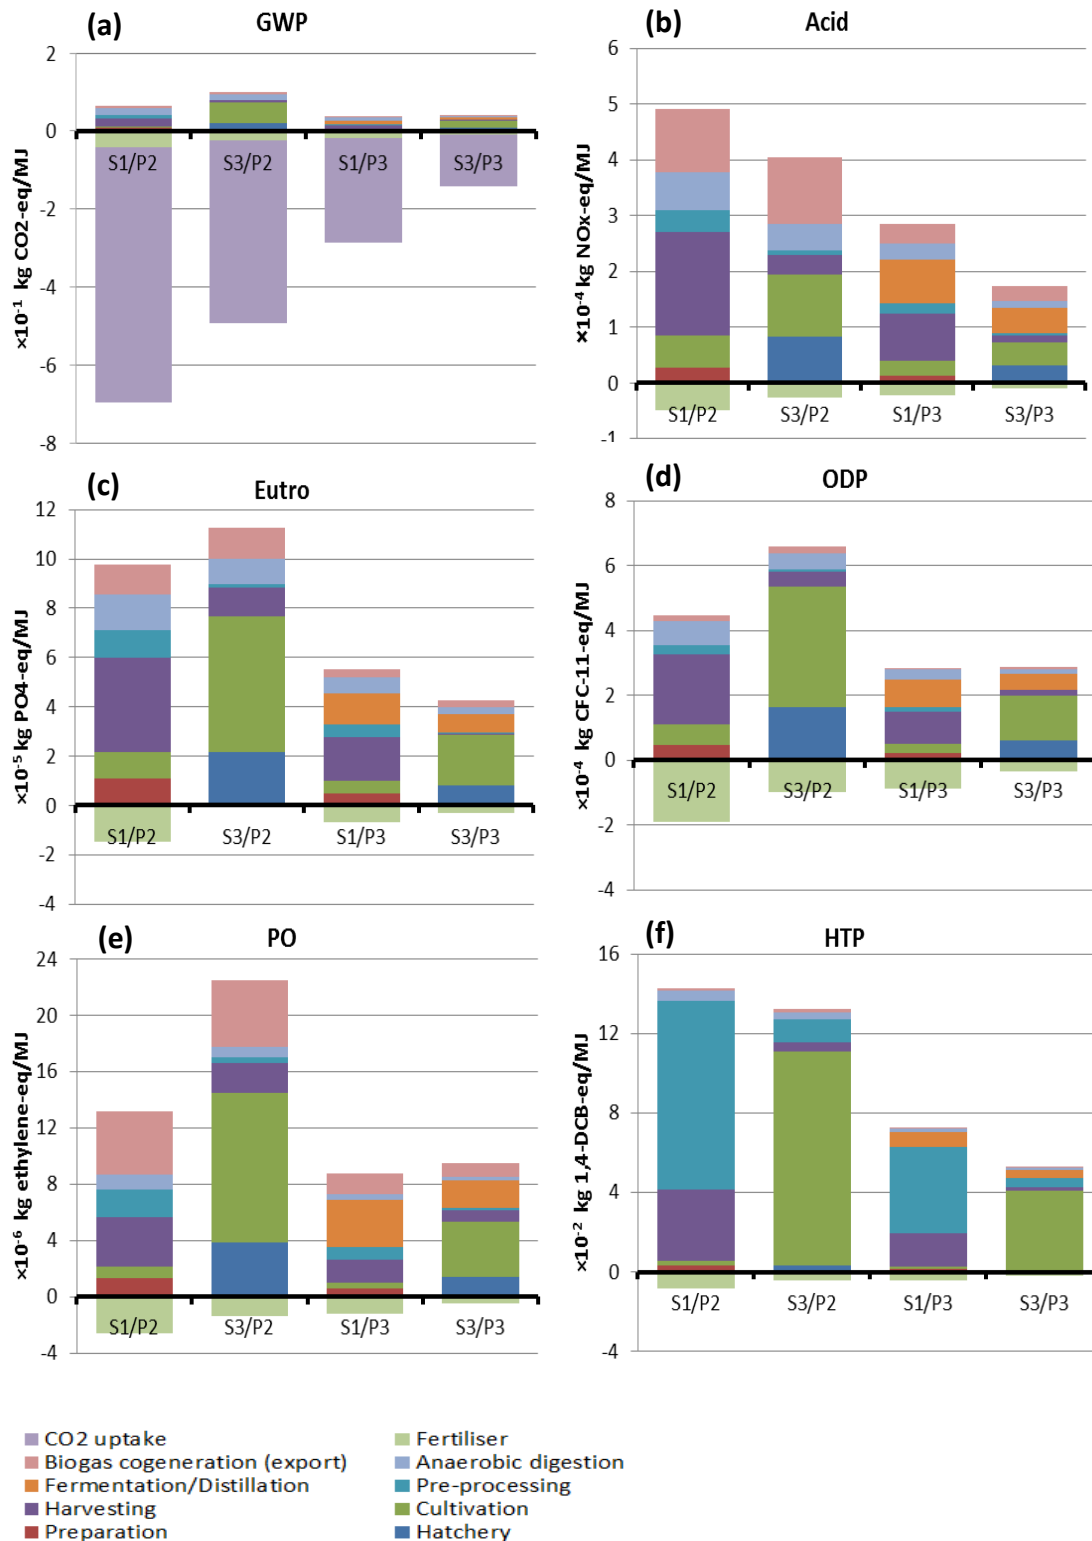 (a) GWP
2
0
-2
-4
-6
-8
×10⁻¹ kg CO2-eq/MJ
S1/P2 S3/P2 S1/P3 S3/P3
(b) Acid
6
5
4
3
2
1
0
-1
×10⁻⁴ kg NOx-eq/MJ
S1/P2 S3/P2 S1/P3 S3/P3
(c) Eutro
12
10
8
6
4
2
0
-2
-4
×10⁻⁵ kg PO4-eq/MJ
S1/P2 S3/P2 S1/P3 S3/P3
(d) ODP
8
6
4
2
0
-2
-4
×10⁻⁴ kg CFC-11-eq/MJ
S1/P2 S3/P2 S1/P3 S3/P3
(e) PO
24
20
16
12
8
4
0
-4
×10⁻⁶ kg ethylene-eq/MJ
S1/P2 S3/P2 S1/P3 S3/P3
(f) HTP
16
12
8
4
0
-4
×10⁻² kg 1,4-DCB-eq/MJ
S1/P2 S3/P2 S1/P3 S3/P3
CO2 uptake Fertiliser
Biogas cogeneration (export) Anaerobic digestion
Fermentation/Distillation Pre-processing
Harvesting Cultivation
Preparation Hatchery